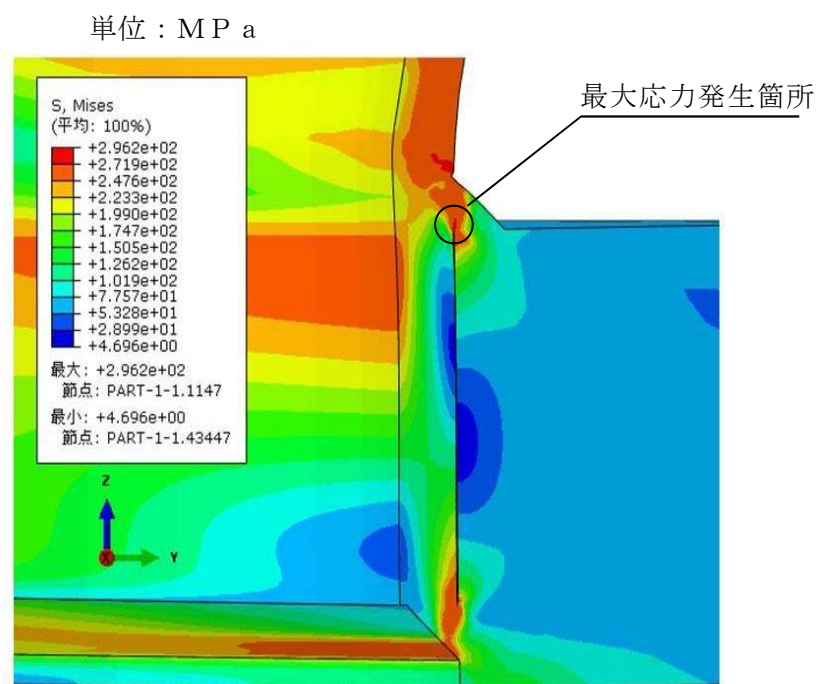 単位：ＭＰａ
最大応力発生箇所
S, Mises
(平均: 100%)
+2.962e+02
+2.719e+02
+2.476e+02
+2.233e+02
+1.990e+02
+1.747e+02
+1.505e+02
+1.262e+02
+1.019e+02
+7.757e+01
+5.328e+01
+2.899e+01
+4.696e+00
最大: +2.962e+02
節点: PART-1-1.1147
最小: +4.696e+00
節点: PART-1-1.43447
Z
X
Y